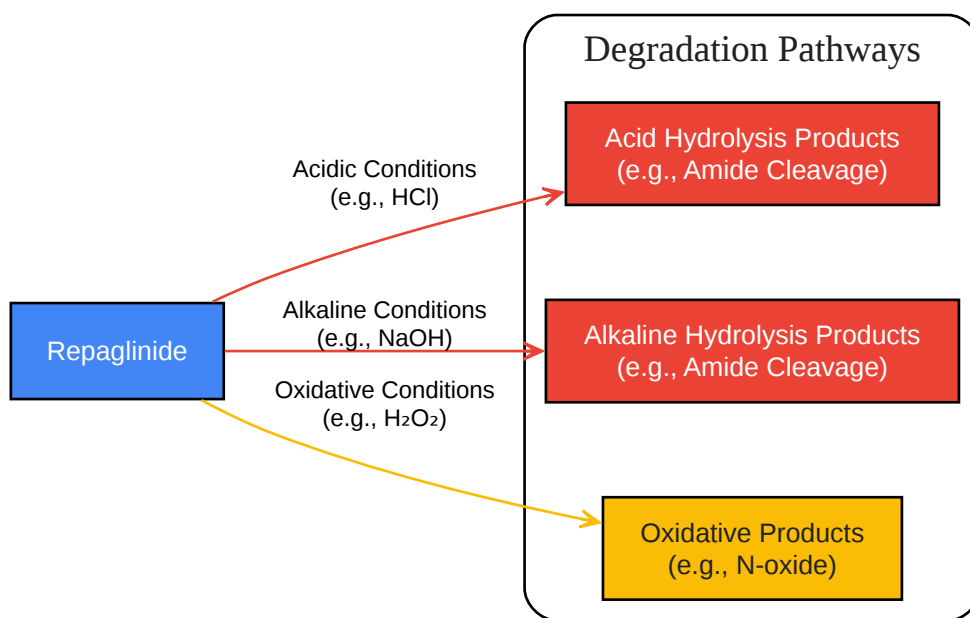 Degradation Pathways
Acid Hydrolysis Products
(e.g., Amide Cleavage)
Acidic Conditions
(e.g., HCl)
Repaglinide
Alkaline Conditions
(e.g., NaOH)
Alkaline Hydrolysis Products
(e.g., Amide Cleavage)
Oxidative Conditions
(e.g., H₂O₂)
Oxidative Products
(e.g., N-oxide)